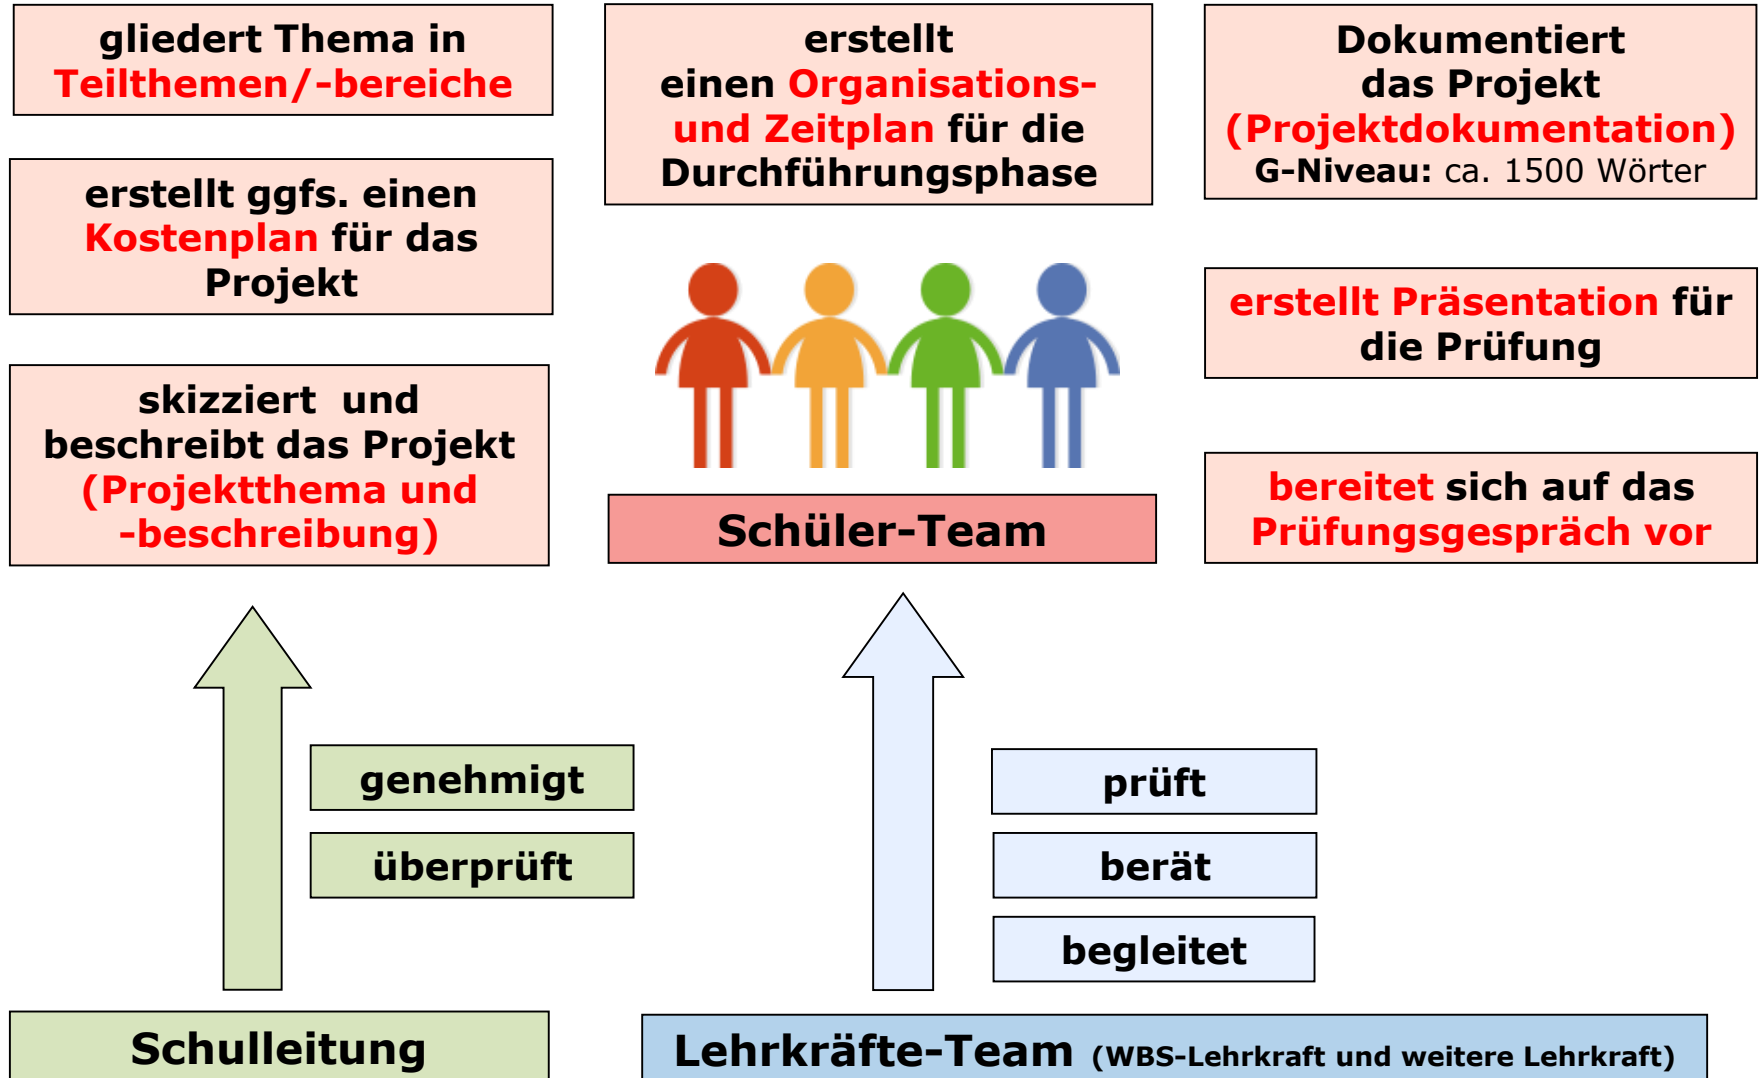 gliedert Thema in
Teilthemen/-bereiche
erstellt ggfs. einen
Kostenplan für das
Projekt
skizziert und
beschreibt das Projekt
(Projektthema und
-beschreibung)
erstellt
einen Organisations-
und Zeitplan für die
Durchführungsphase
Schüler-Team
Dokumentiert
das Projekt
(Projektdokumentation)
G-Niveau: ca. 1500 Wörter
erstellt Präsentation für
die Prüfung
bereitet sich auf das
Prüfungsgespräch vor
genehmigt
überprüft
Schulleitung
prüft
berät
begleitet
Lehrkräfte-Team (WBS-Lehrkraft und weitere Lehrkraft)